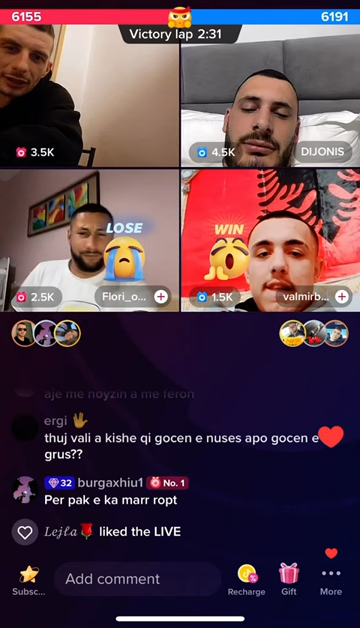 6155
6191
Victory lap 2:31
3.5K
4.5K
DIJONIS
LOSE
WIN
2.5K
Flori_o...
1.5K
valmirb...
aje me noyzin a me feron
ergi
thuj vali a kishe qi gocen e nuses apo gocen e
grus??
32 burgaxhiu1 No. 1
Per pak e ka marr ropt
Lejla liked the LIVE
Subsc...
Add comment
Recharge
Gift
More